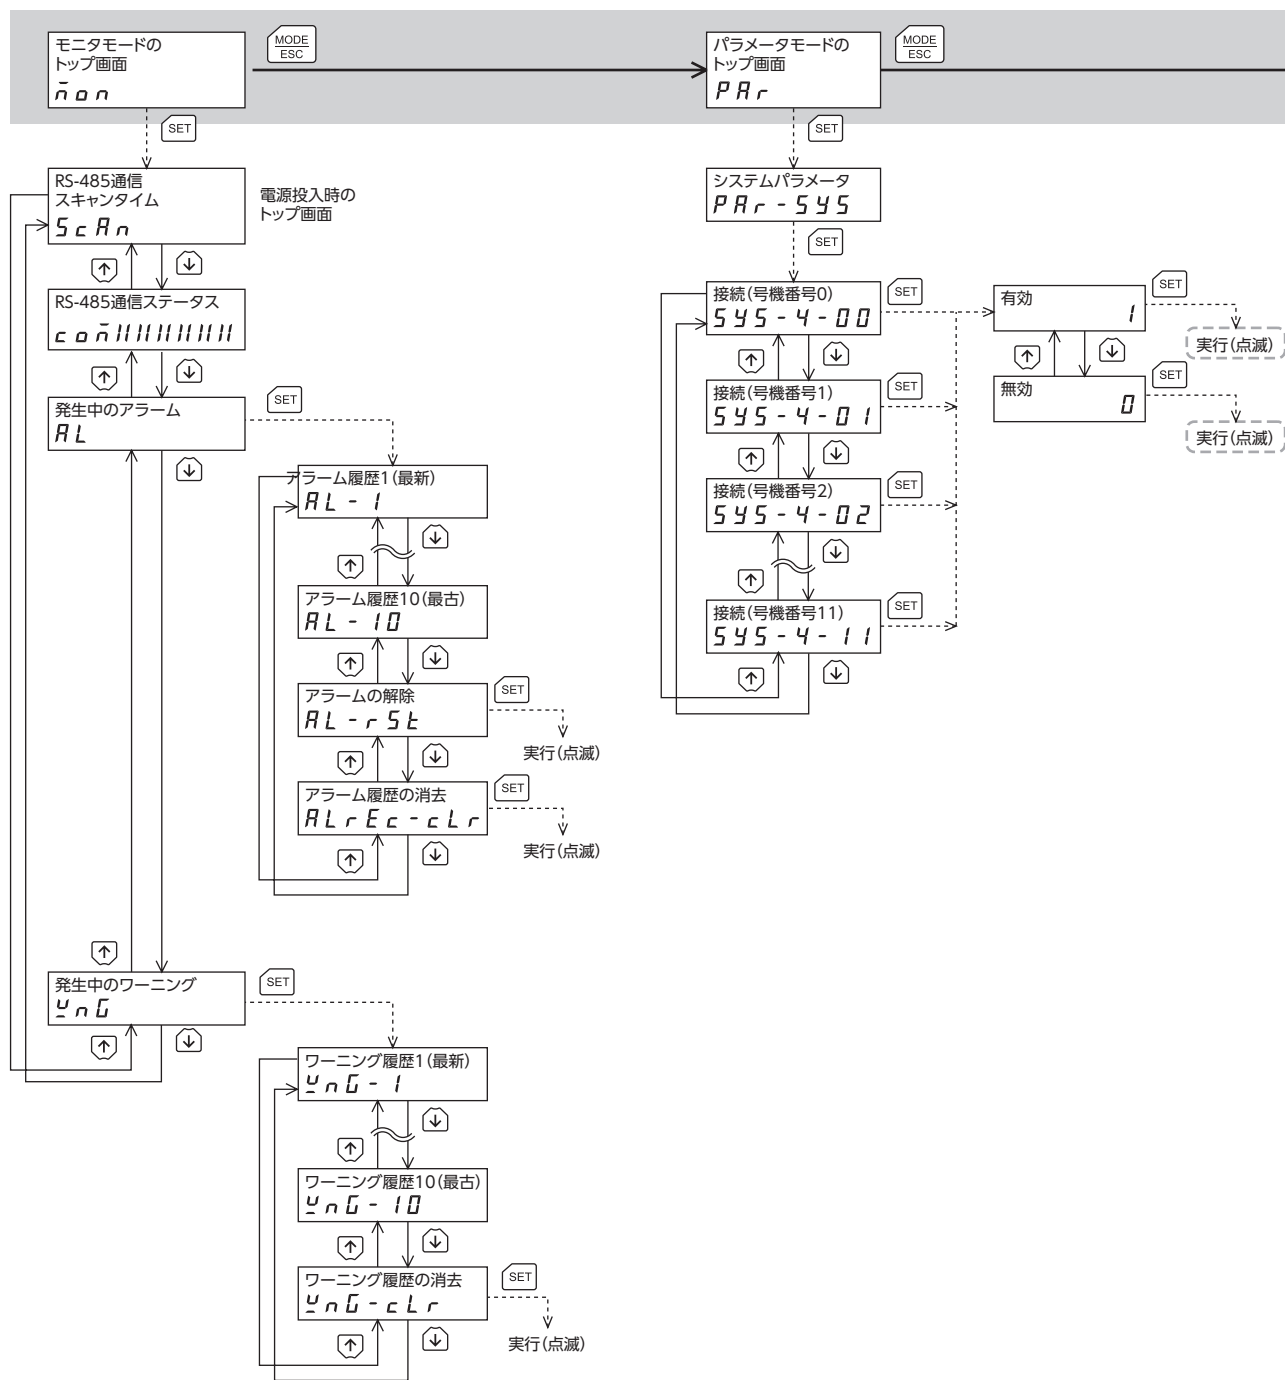 モニタモードの
トップ画面
mon
MODE
ESC
パラメータモードの
トップ画面
PAr
MODE
ESC
SET
SET
RS-485通信
スキャンタイム
ScAn
電源投入時の
トップ画面
RS-485通信ステータス
com
発生中のアラーム
AL
SET
アラーム履歴1(最新)
AL-1
アラーム履歴10(最古)
AL-10
アラームの解除
AL-rSt
SET
実行(点滅)
アラーム履歴の消去
ALrEc-cLr
SET
実行(点滅)
発生中のワーニング
WnG
SET
ワーニング履歴1(最新)
WnG-1
ワーニング履歴10(最古)
WnG-10
ワーニング履歴の消去
WnG-cLr
SET
実行(点滅)
システムパラメータ
PAr-SYS
SET
接続(号機番号0)
SYS-4-00
SET
接続(号機番号1)
SYS-4-01
SET
接続(号機番号2)
SYS-4-02
SET
接続(号機番号11)
SYS-4-11
SET
有効
1
SET
実行(点滅)
無効
0
SET
実行(点滅)